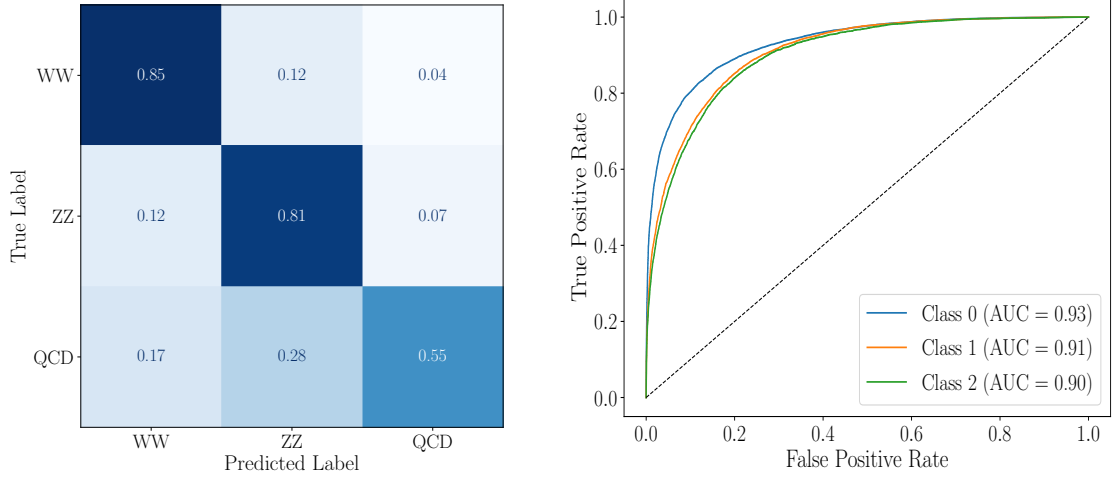 True Label
WW
0.85 0.12 0.04
ZZ
0.12 0.81 0.07
QCD
0.17 0.28 0.55
WW ZZ QCD
Predicted Label
True Positive Rate
1.0
0.8
0.6
0.4
0.2
0.0
Class 0 (AUC = 0.93)
Class 1 (AUC = 0.91)
Class 2 (AUC = 0.90)
0.0 0.2 0.4 0.6 0.8 1.0
False Positive Rate